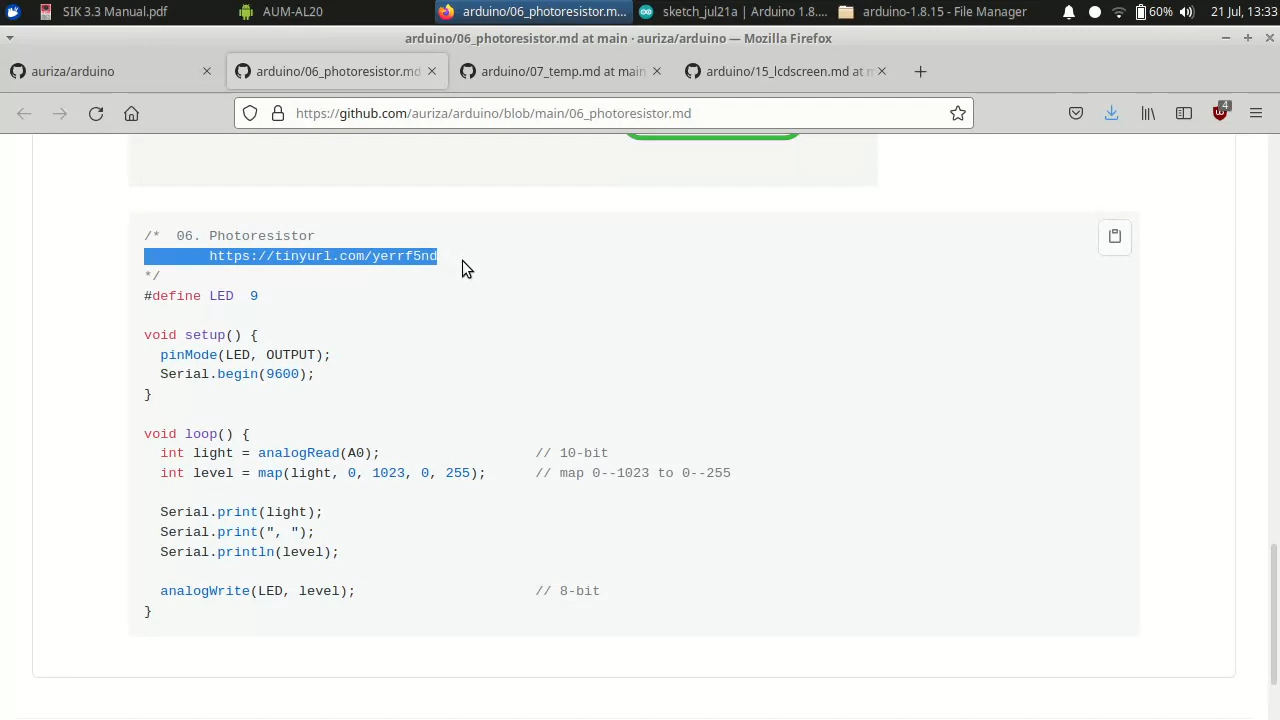 SIK 3.3 Manual.pdf
AUM-AL20
arduino/06_photoresistor.m...
sketch_jul21a | Arduino 1.8....
arduino-1.8.15 - File Manager
60%
21 Jul, 13:33
arduino/06_photoresistor.md at main · auriza/arduino — Mozilla Firefox
auriza/arduino
arduino/06_photoresistor.md
arduino/07_temp.md at main
arduino/15_lcdscreen.md at m
https://github.com/auriza/arduino/blob/main/06_photoresistor.md
4
/*  06. Photoresistor
        https://tinyurl.com/yerrf5nd
*/
#define LED  9
void setup() {
  pinMode(LED, OUTPUT);
  Serial.begin(9600);
}
void loop() {
  int light = analogRead(A0);                   // 10-bit
  int level = map(light, 0, 1023, 0, 255);      // map 0--1023 to 0--255
  Serial.print(light);
  Serial.print(", ");
  Serial.println(level);
  analogWrite(LED, level);                      // 8-bit
}